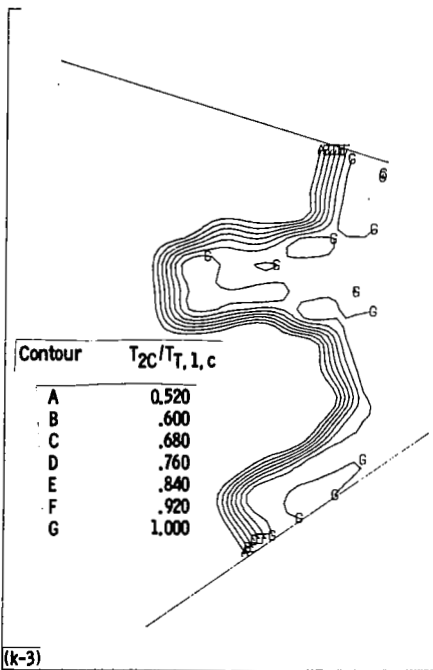 G
G
G
G
G
G
G
G
Contour T2C/TT, 1, c
A 0.520
B .600
C .680
D .760
E .840
F .920
G 1.000
G
G
G
G
(k-3)